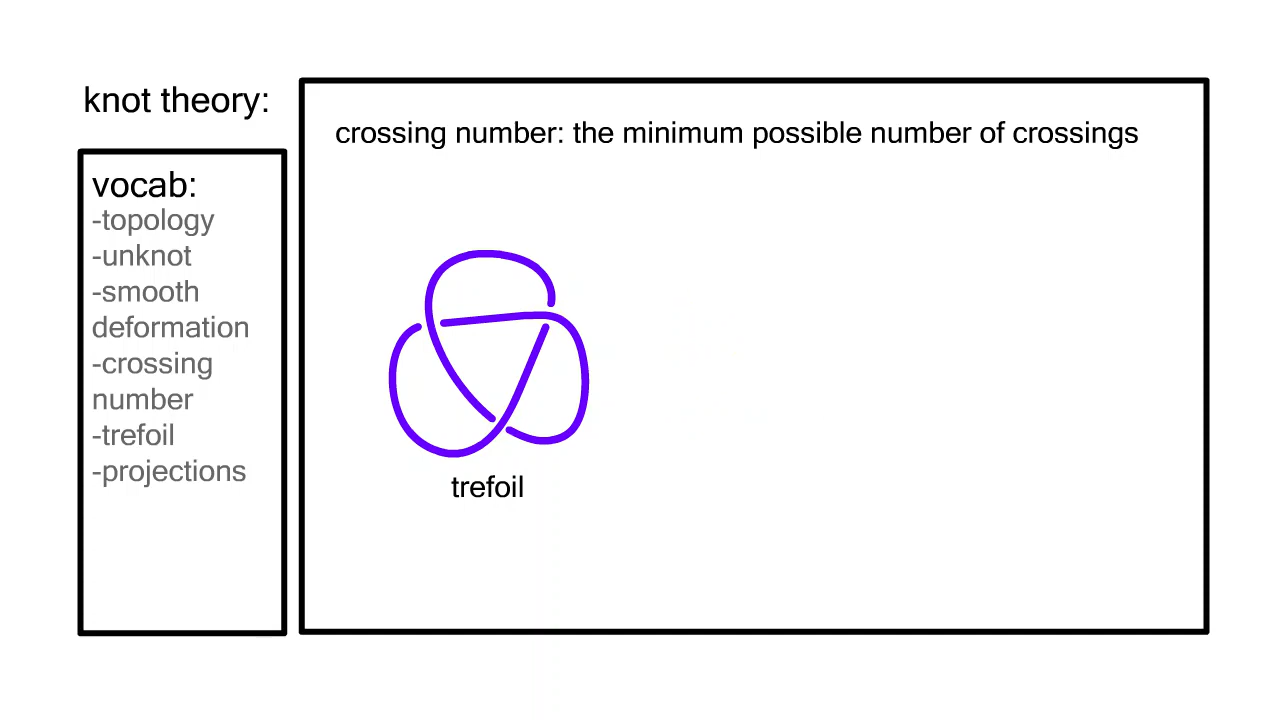 knot theory:
crossing number: the minimum possible number of crossings
vocab:
-topology
-unknot
-smooth
deformation
-crossing
number
-trefoil
-projections
trefoil